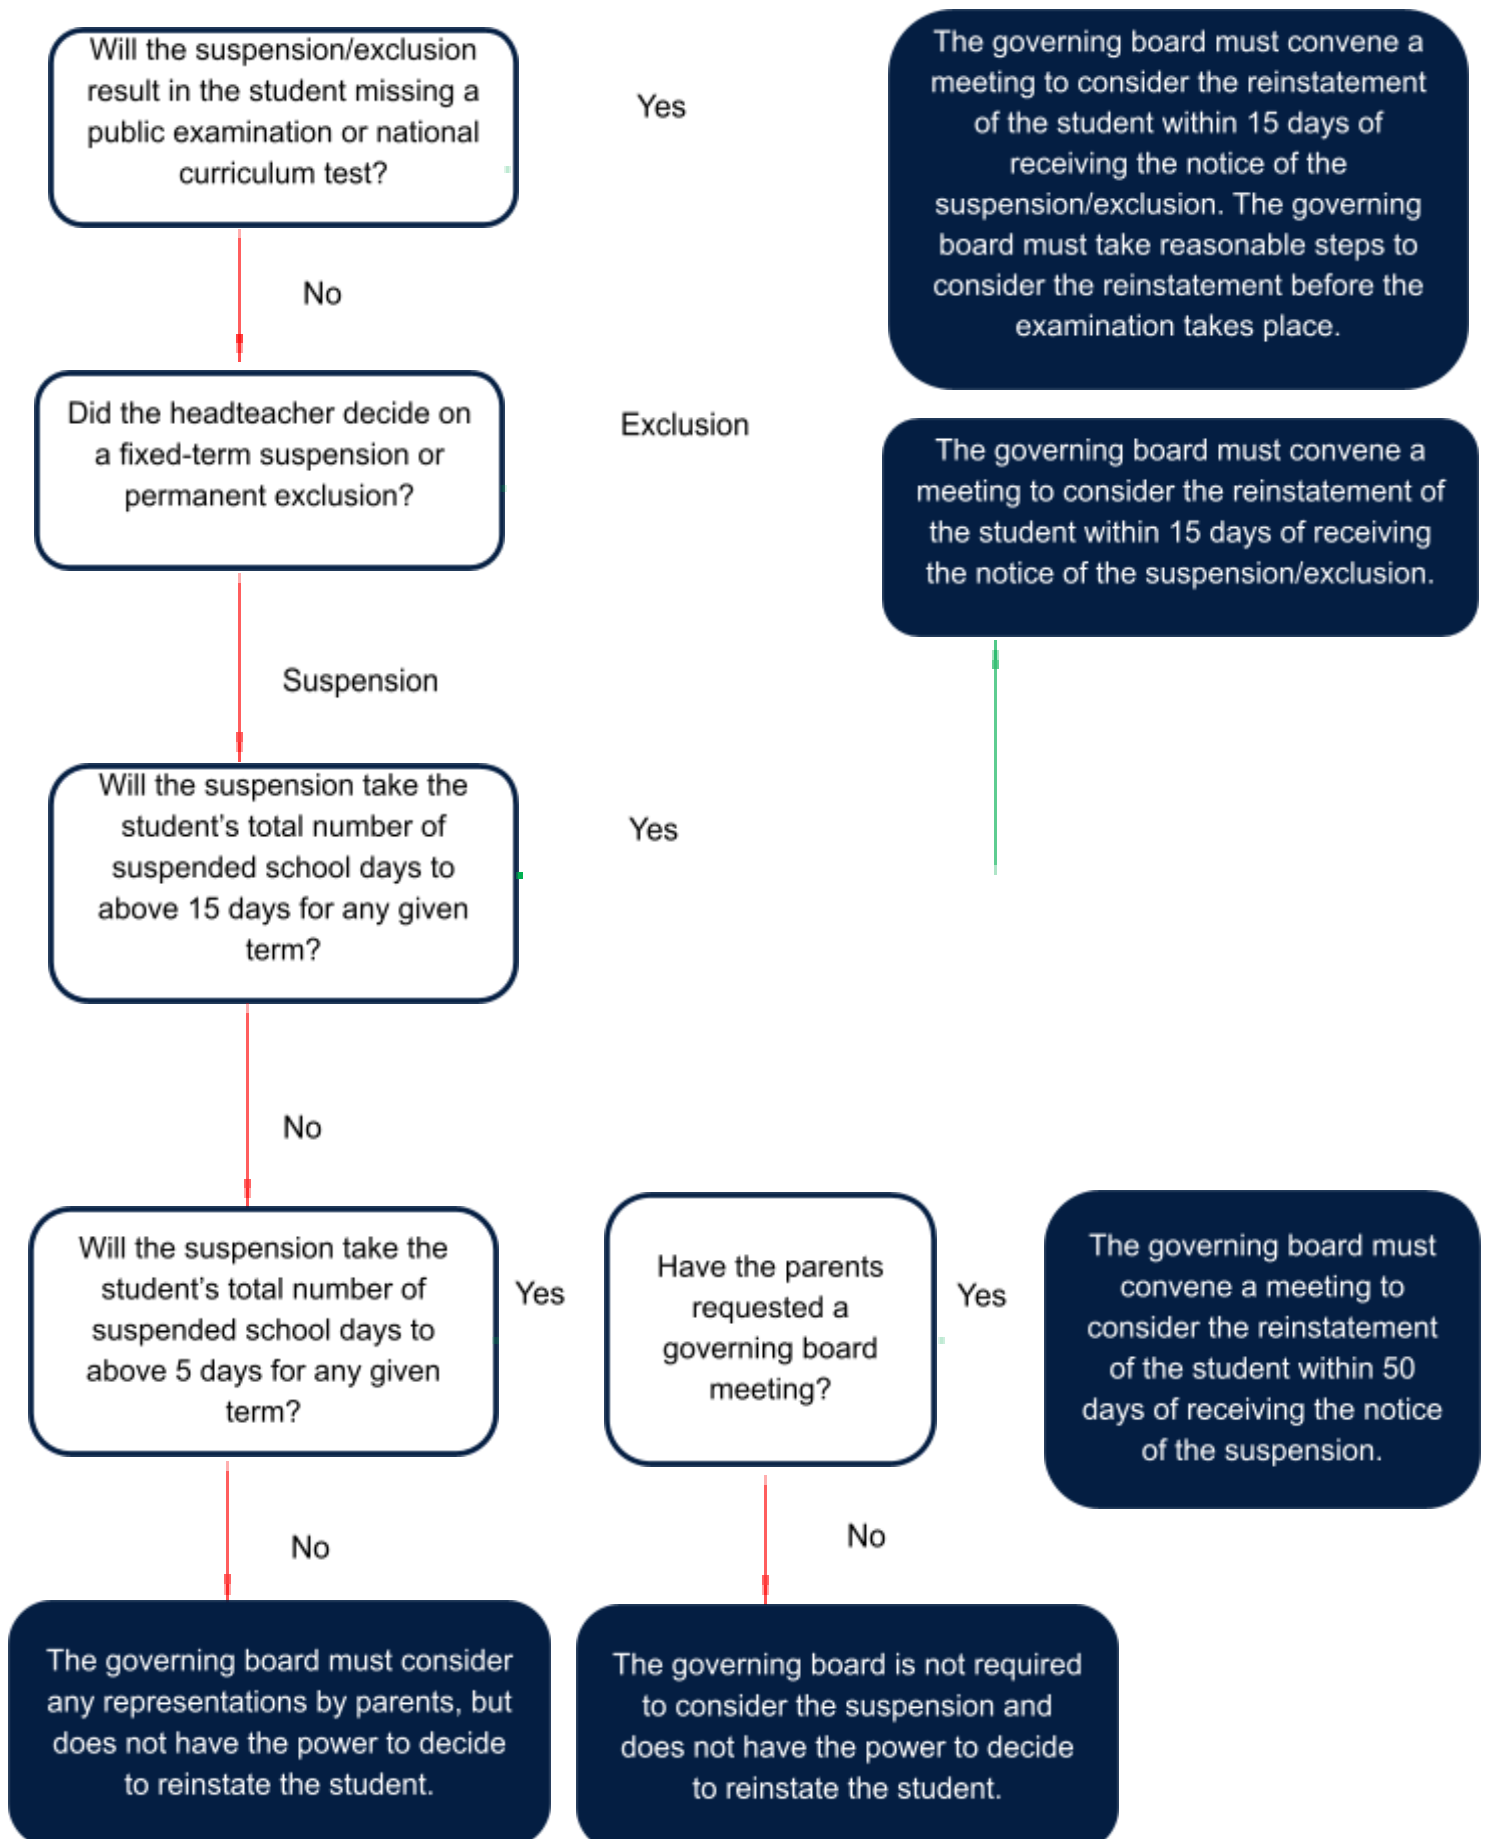 Will the suspension/exclusion
result in the student missing a
public examination or national
curriculum test?
Yes
The governing board must convene a
meeting to consider the reinstatement
of the student within 15 days of
receiving the notice of the
suspension/exclusion. The governing
board must take reasonable steps to
consider the reinstatement before the
examination takes place.
No
Did the headteacher decide on
a fixed-term suspension or
permanent exclusion?
Exclusion
The governing board must convene a
meeting to consider the reinstatement of
the student within 15 days of receiving
the notice of the suspension/exclusion.
Suspension
Will the suspension take the
student’s total number of
suspended school days to
above 15 days for any given
term?
Yes
No
Will the suspension take the
student’s total number of
suspended school days to
above 5 days for any given
term?
Yes
Have the parents
requested a
governing board
meeting?
Yes
The governing board must
convene a meeting to
consider the reinstatement
of the student within 50
days of receiving the notice
of the suspension.
No
No
The governing board must consider
any representations by parents, but
does not have the power to decide
to reinstate the student.
The governing board is not required
to consider the suspension and
does not have the power to decide
to reinstate the student.